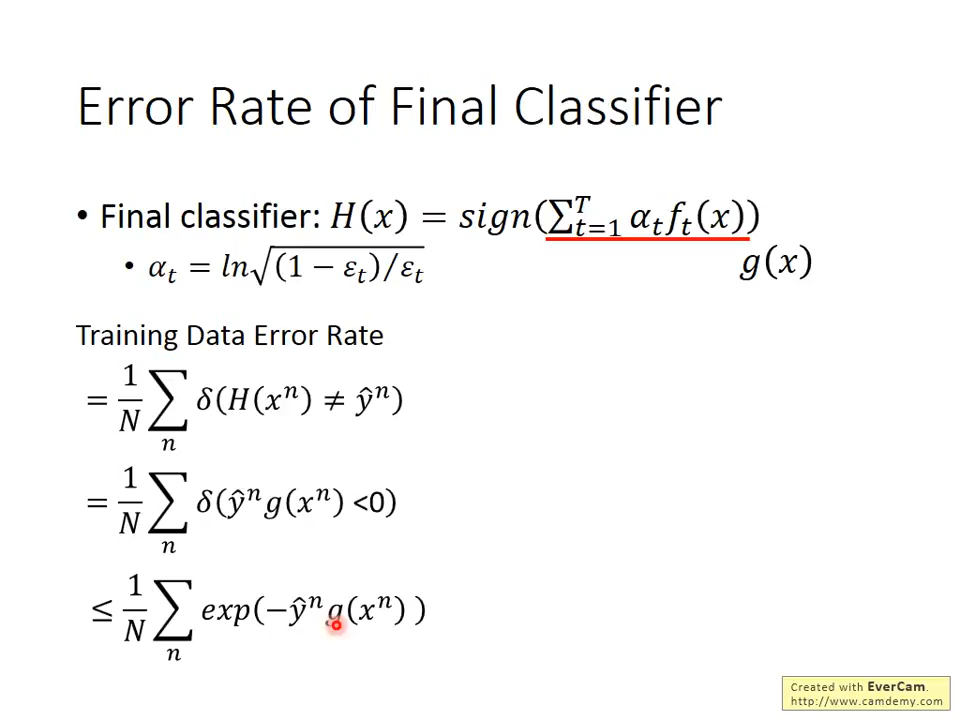 Error Rate of Final Classifier
• Final classifier: H(x) = sign(∑_{t=1}^{T} α_t f_t(x))
g(x)
• α_t = ln√((1 − ε_t)/ε_t)
Training Data Error Rate
= 1/N ∑_n δ(H(x^n) ≠ ŷ^n)
= 1/N ∑_n δ(ŷ^n g(x^n) <0)
≤ 1/N ∑_n exp(−ŷ^n g(x^n) )
Created with EverCam.
http://www.camdemy.com